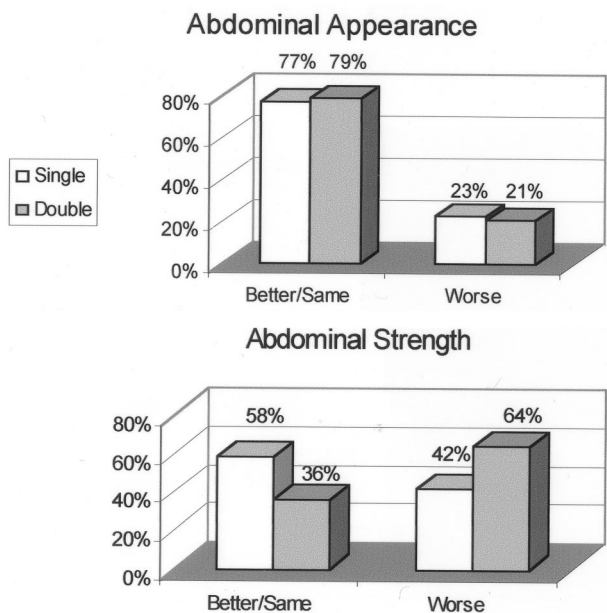 Abdominal Appearance
77% 79%
80%
60%
40%
20%
0%
23% 21%
Single
Double
Better/Same Worse
Abdominal Strength
80%
60%
40%
20%
0%
58%
36%
42%
64%
Better/Same Worse